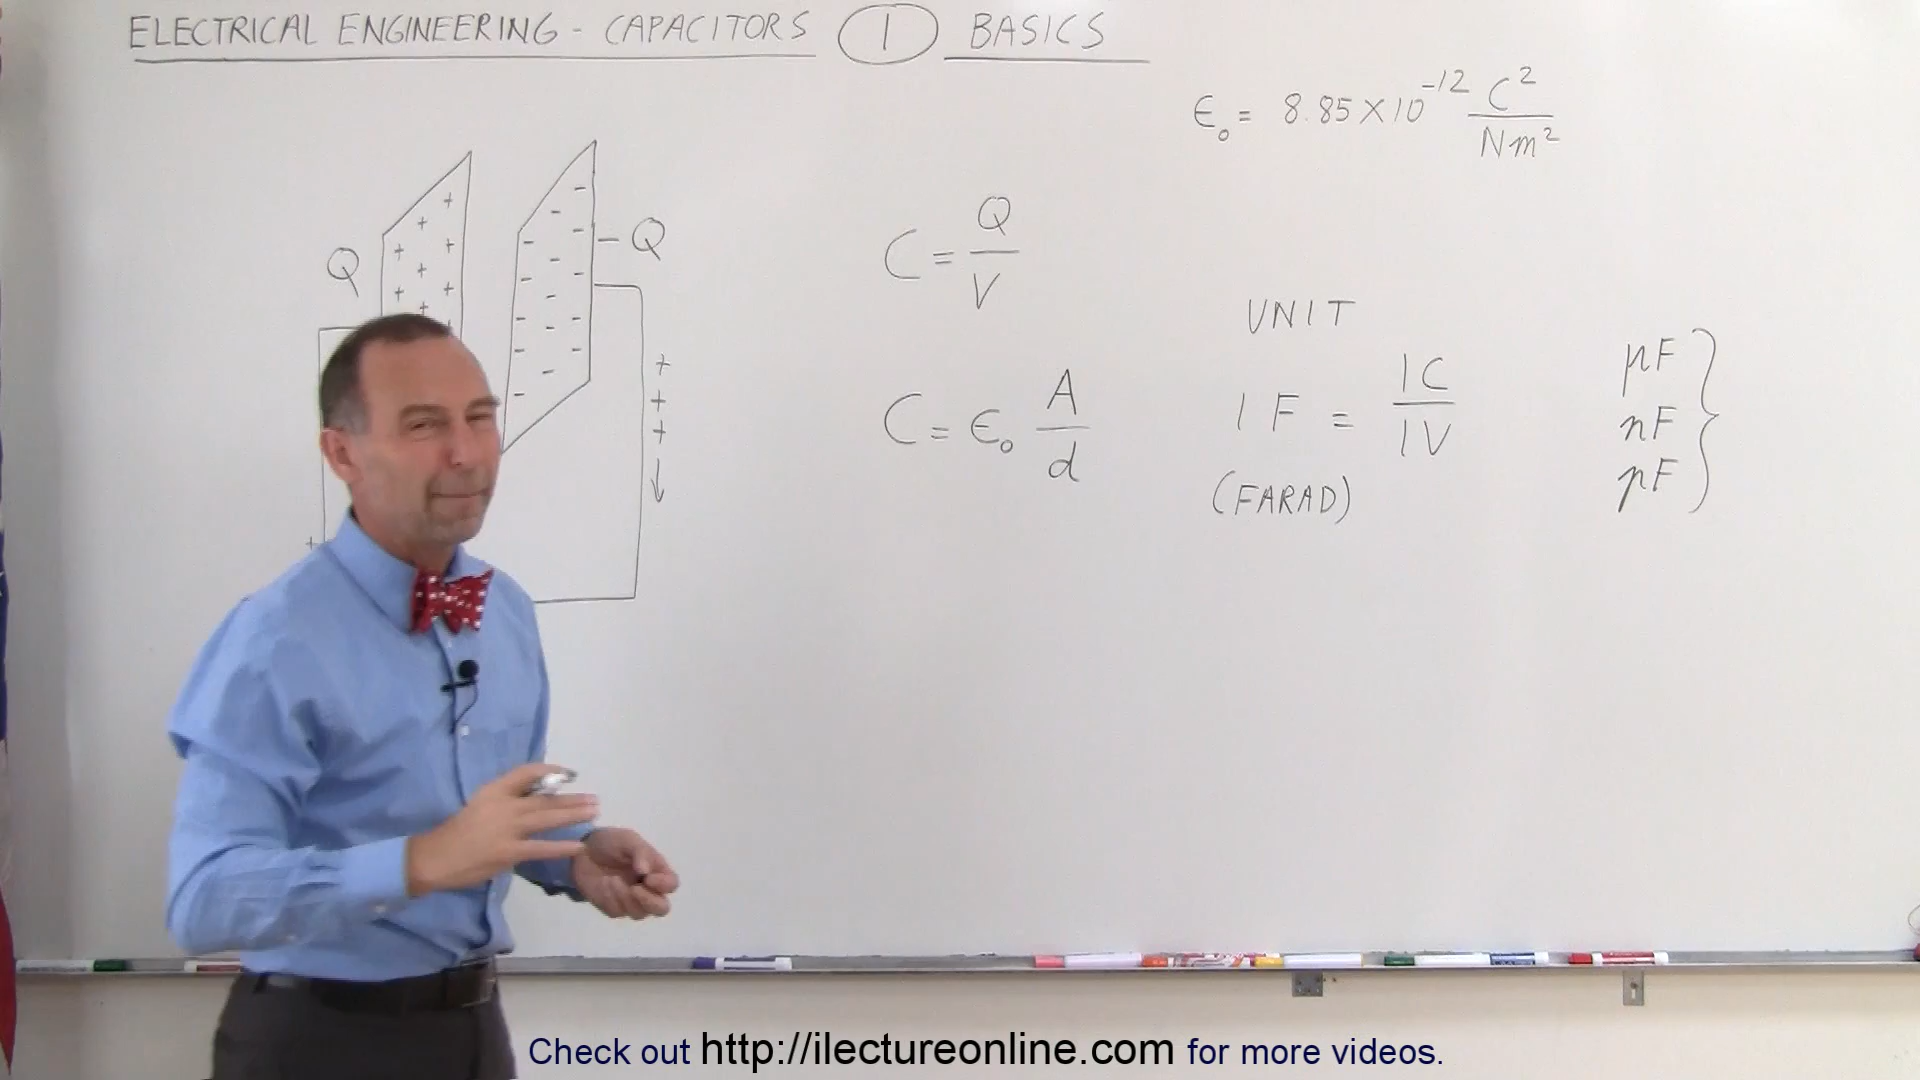 ELECTRICAL ENGINEERING - CAPACITORS 1 BASICS
ϵ₀ = 8.85 × 10⁻¹² C² / Nm²
Q
- Q
+ + + + + + + + + +
- - - - - - - - - - - - - - -
+ + + ↓
+
C = Q / V
UNIT
C = ϵ₀ A / d
1 F = 1C / 1V
(FARAD)
µF
nF
pF
}
Check out http://ilectureonline.com for more videos.